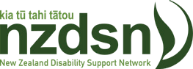 kia tū tahi tātou
nzdsn
New Zealand Disability Support Network